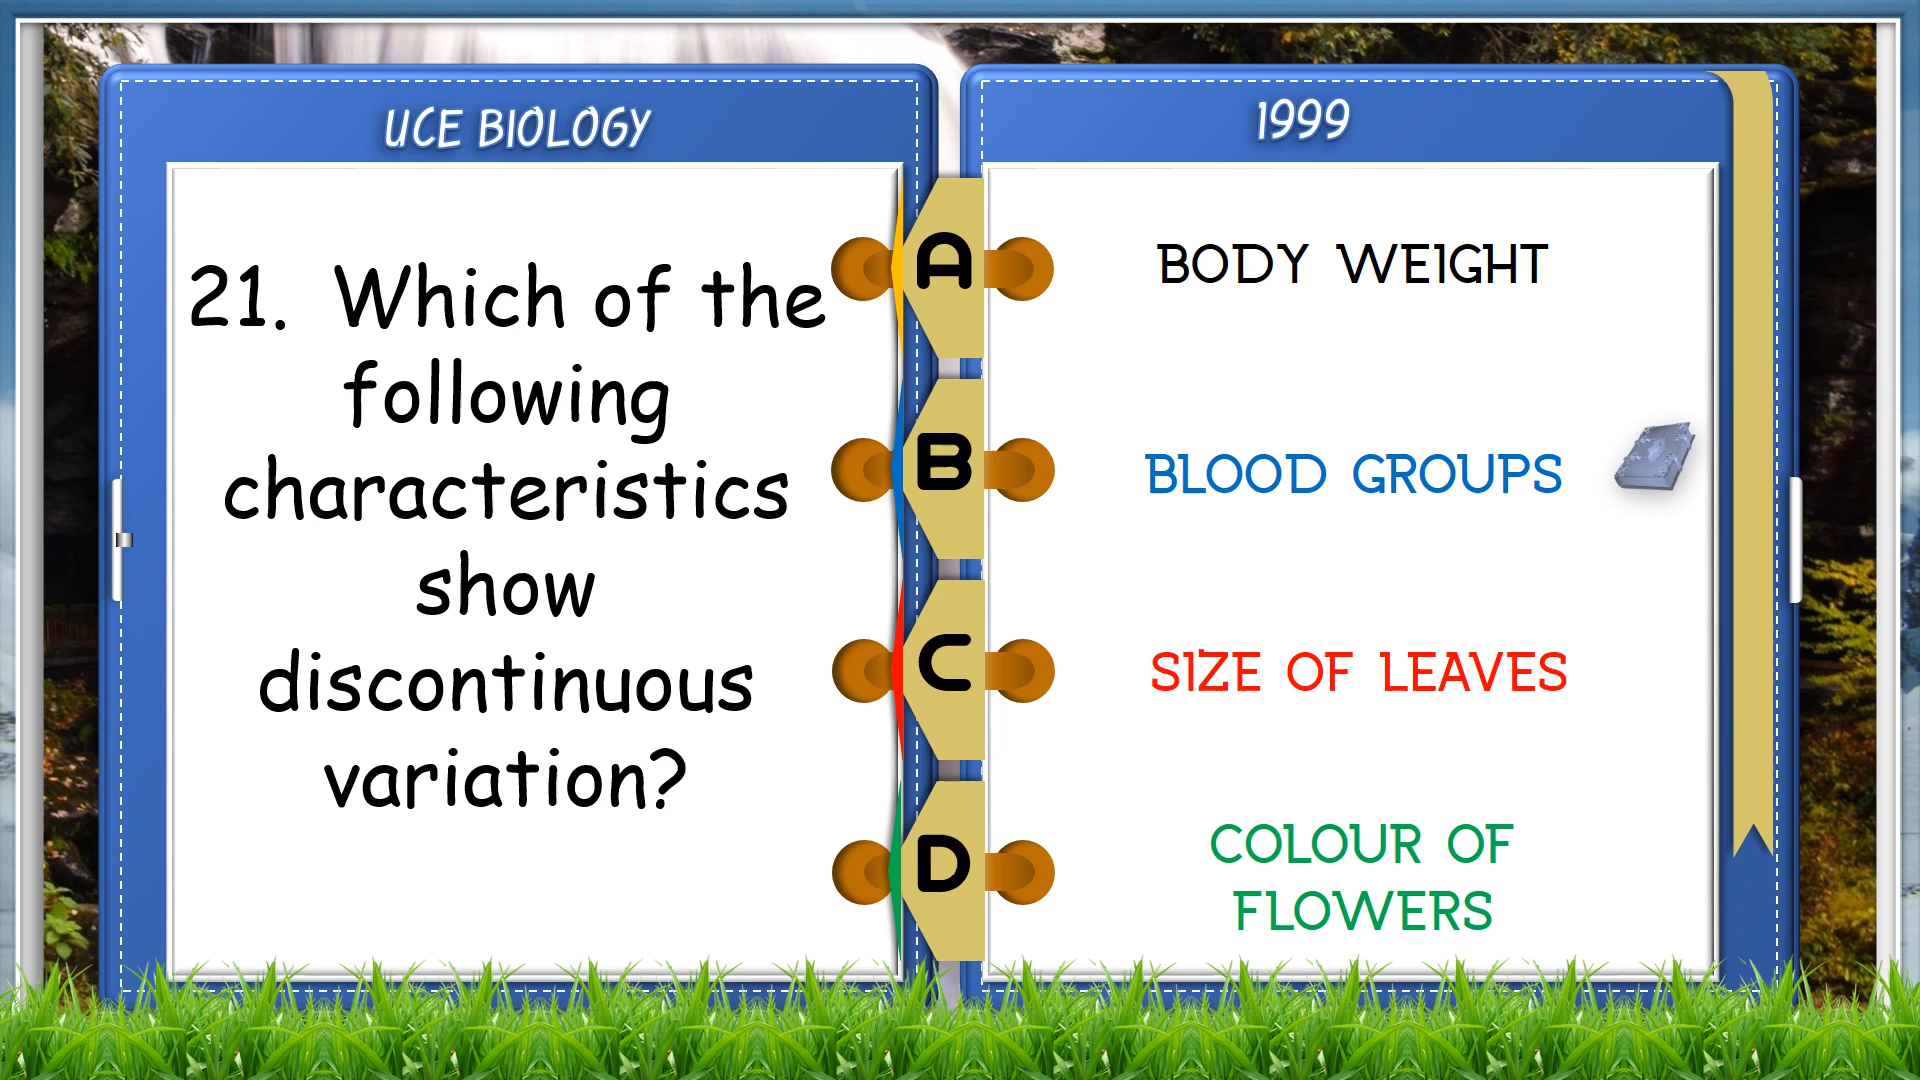 UCE BIOLOGY
21. Which of the
following
characteristics
show
discontinuous
variation?
1999
A
BODY WEIGHT
B
BLOOD GROUPS
C
SIZE OF LEAVES
D
COLOUR OF
FLOWERS